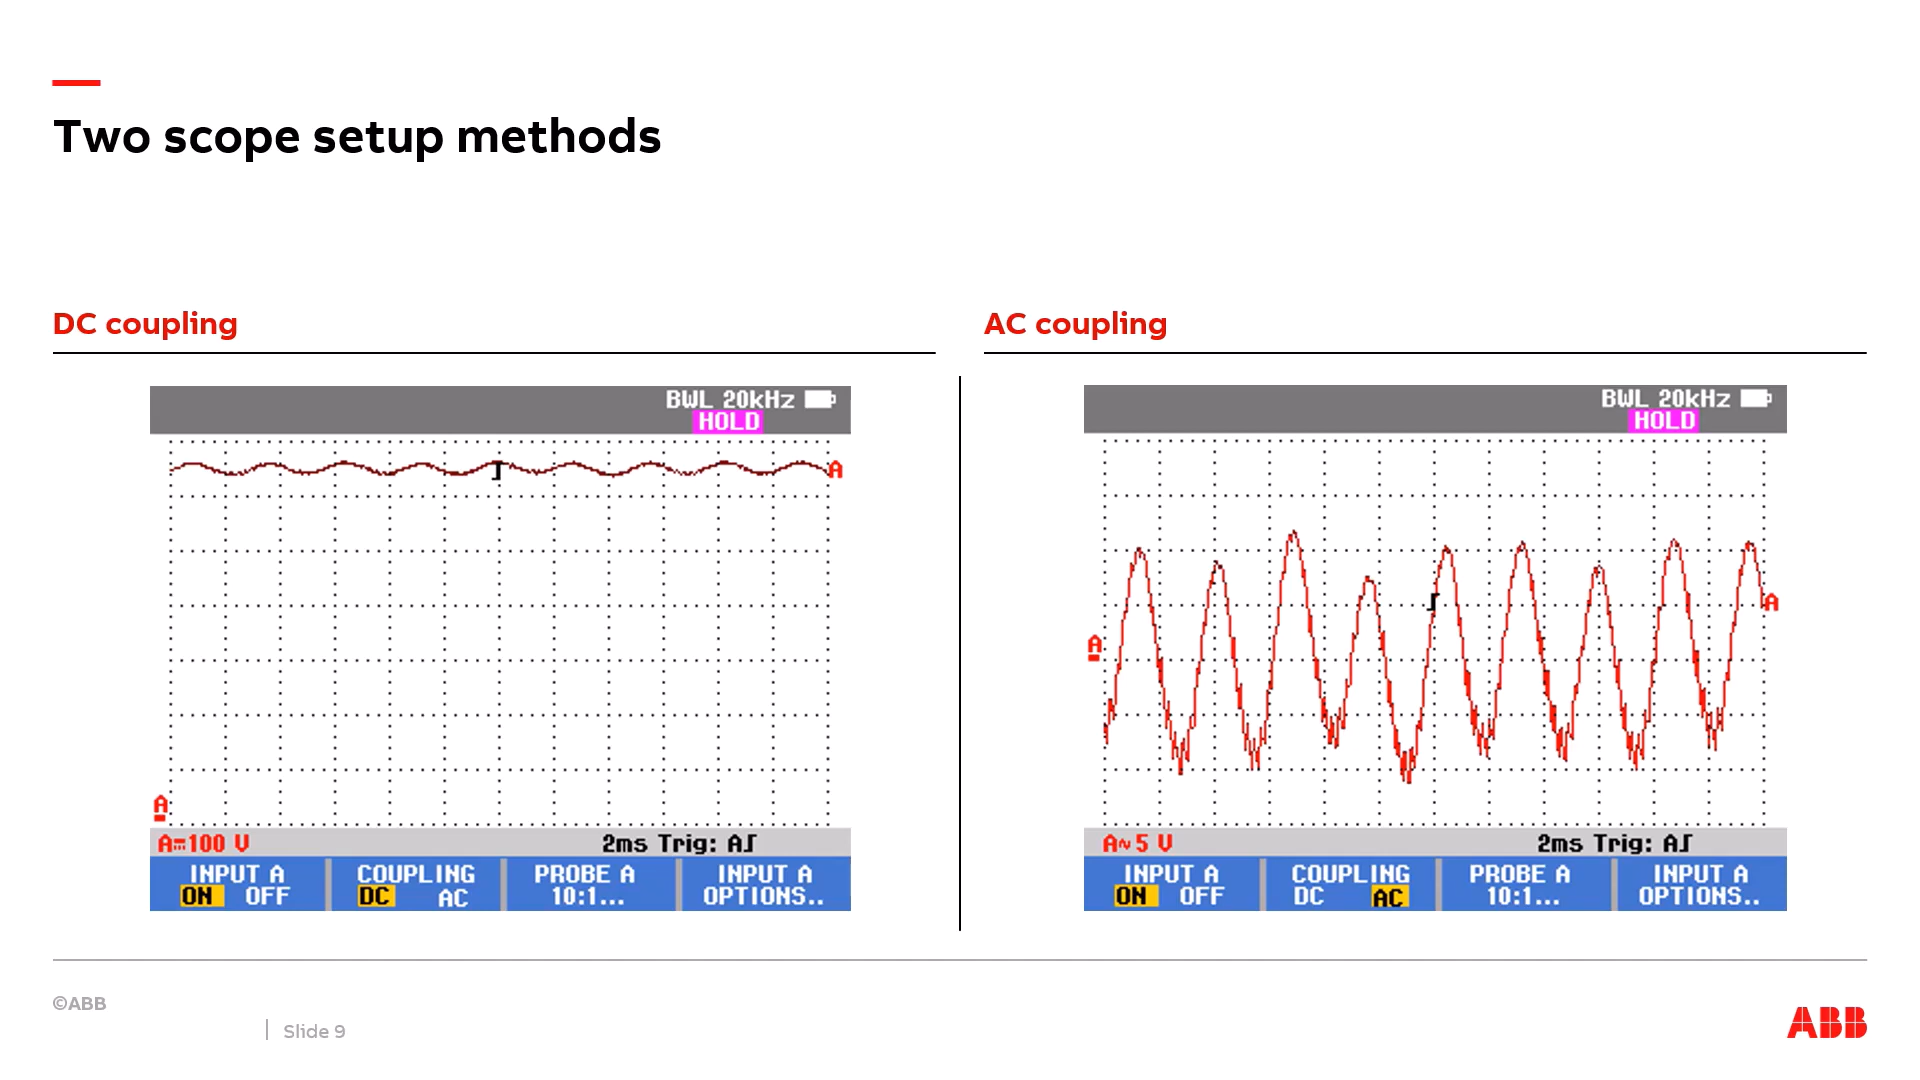 Two scope setup methods
DC coupling
BWL 20kHz
HOLD
A
A
A=100 V 2ms Trig: A
INPUT A COUPLING PROBE A INPUT A
ON OFF DC AC 10:1... OPTIONS..
AC coupling
BWL 20kHz
HOLD
A
A
A~5 V 2ms Trig: A
INPUT A COUPLING PROBE A INPUT A
ON OFF DC AC 10:1... OPTIONS..
©ABB
Slide 9
ABB